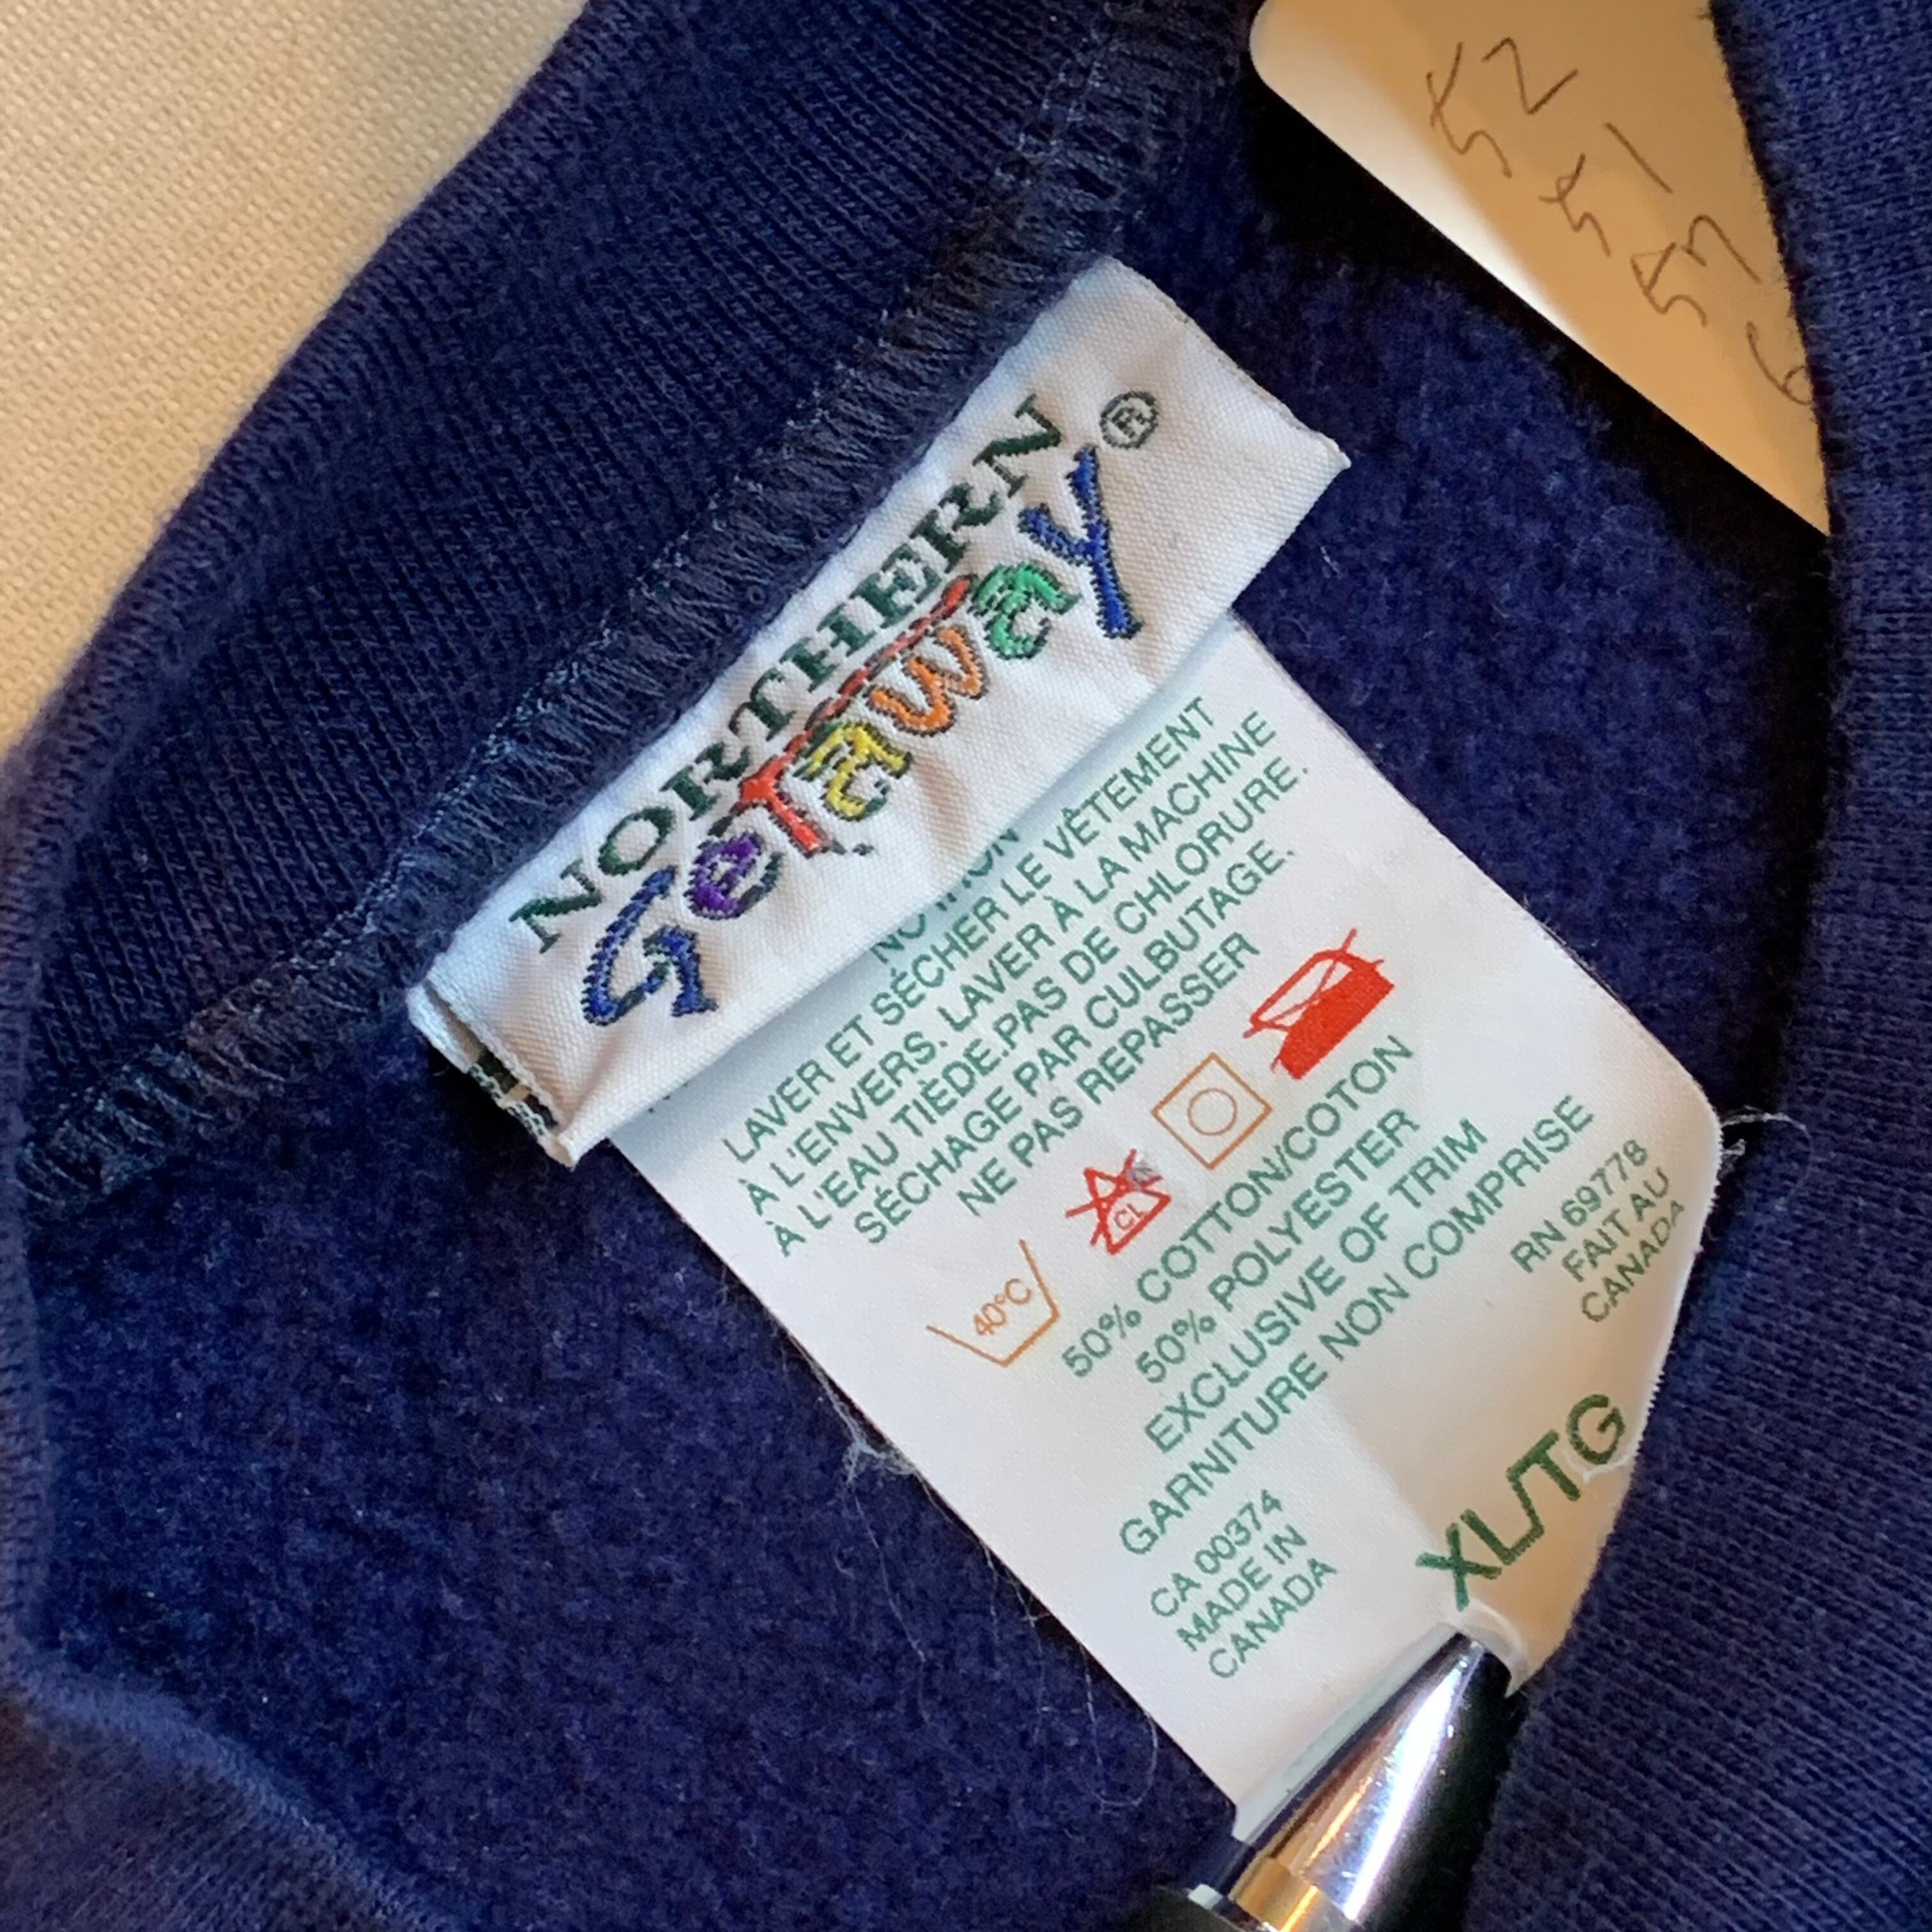 52
51
53
6
NORTHERN
Getaway®
LAVER ET SÉCHER LE VÊTEMENT
À L'ENVERS. LAVER À LA MACHINE
À L'EAU TIÈDE.PAS DE CHLORURE.
SÉCHAGE PAR CULBUTAGE.
NE PAS REPASSER
40°C
CL
50% COTTON/COTON
50% POLYESTER
EXCLUSIVE OF TRIM
GARNITURE NON COMPRISE
CA 00374
MADE IN
CANADA
RN 69778
FAIT AU
CANADA
XL/TG